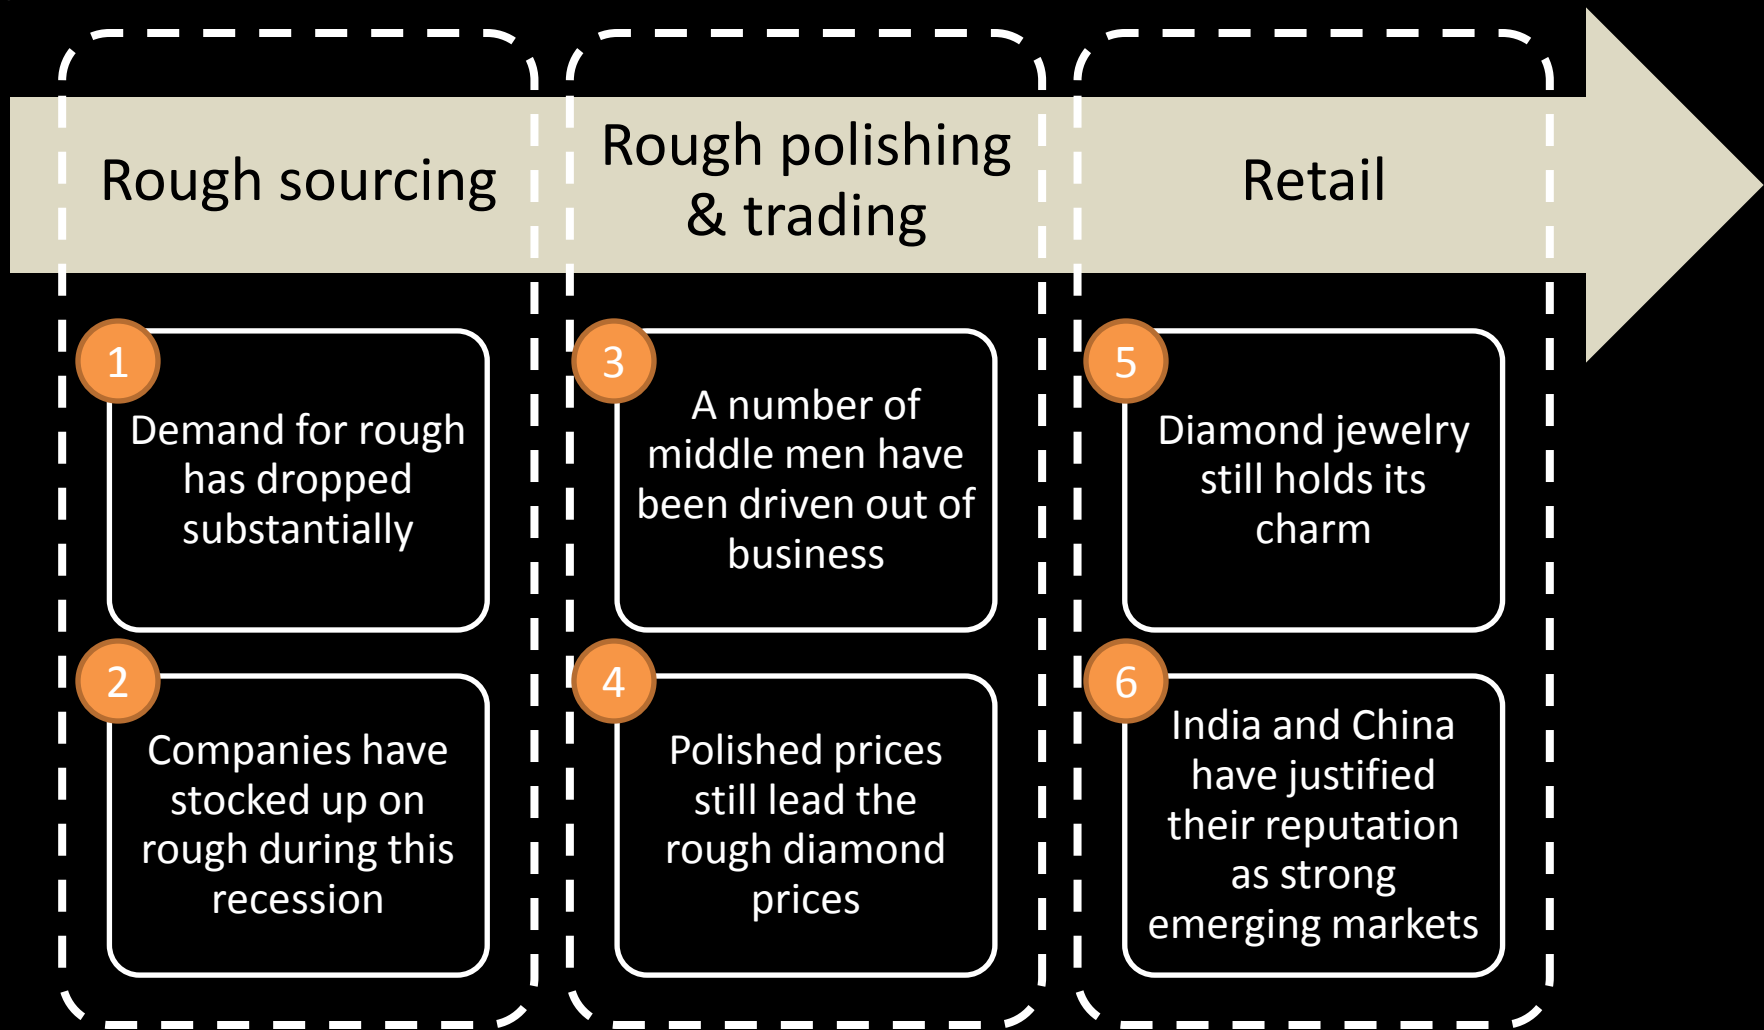 Rough sourcing
Rough polishing
& trading
Retail
1
Demand for rough
has dropped
substantially
2
Companies have
stocked up on
rough during this
recession
3
A number of
middle men have
been driven out of
business
4
Polished prices
still lead the
rough diamond
prices
5
Diamond jewelry
still holds its
charm
6
India and China
have justified
their reputation
as strong
emerging markets